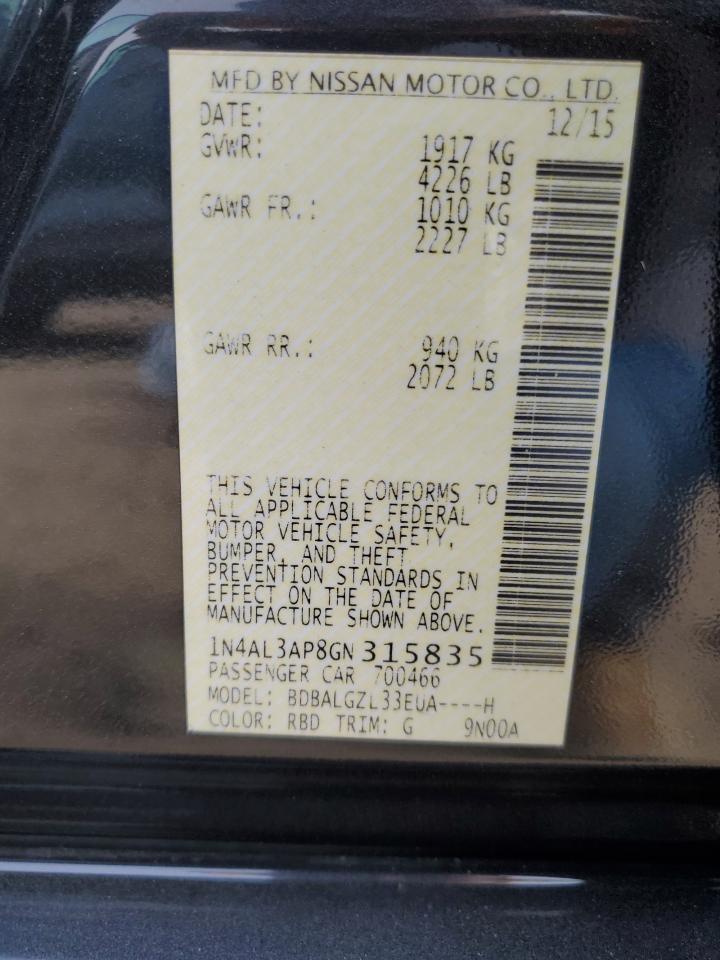 MFD BY NISSAN MOTOR CO., LTD.
DATE: 12/15
GVWR: 1917 KG
4226 LB
GAWR FR.: 1010 KG
2227 LB
GAWR RR.: 940 KG
2072 LB
THIS VEHICLE CONFORMS TO
ALL APPLICABLE FEDERAL
MOTOR VEHICLE SAFETY,
BUMPER, AND THEFT
PREVENTION STANDARDS IN
EFFECT ON THE DATE OF
MANUFACTURE SHOWN ABOVE.
1N4AL3AP8GN315835
PASSENGER CAR 700466
MODEL: BDBALGZL33EUA----H
COLOR: RBD TRIM: G 9N00A